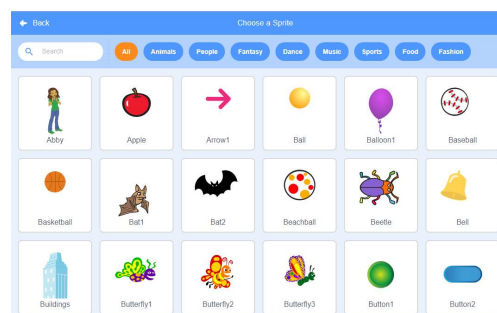 Back Choose a Sprite
Search All Animals People Fantasy Dance Music Sports Food Fashion
Abby Apple Arrow1 Ball Balloon1 Baseball
Basketball Bat1 Bat2 Beachball Beetle Bell
Buildings Butterfly1 Butterfly2 Butterfly3 Button1 Button2